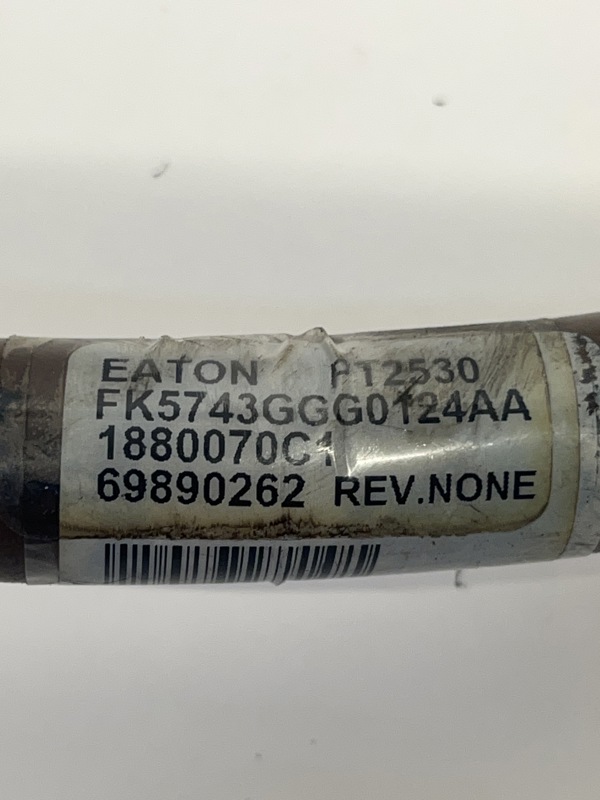 EATON PT2530
FK5743GGG0124AA
1880070C1
69890262 REV.NONE